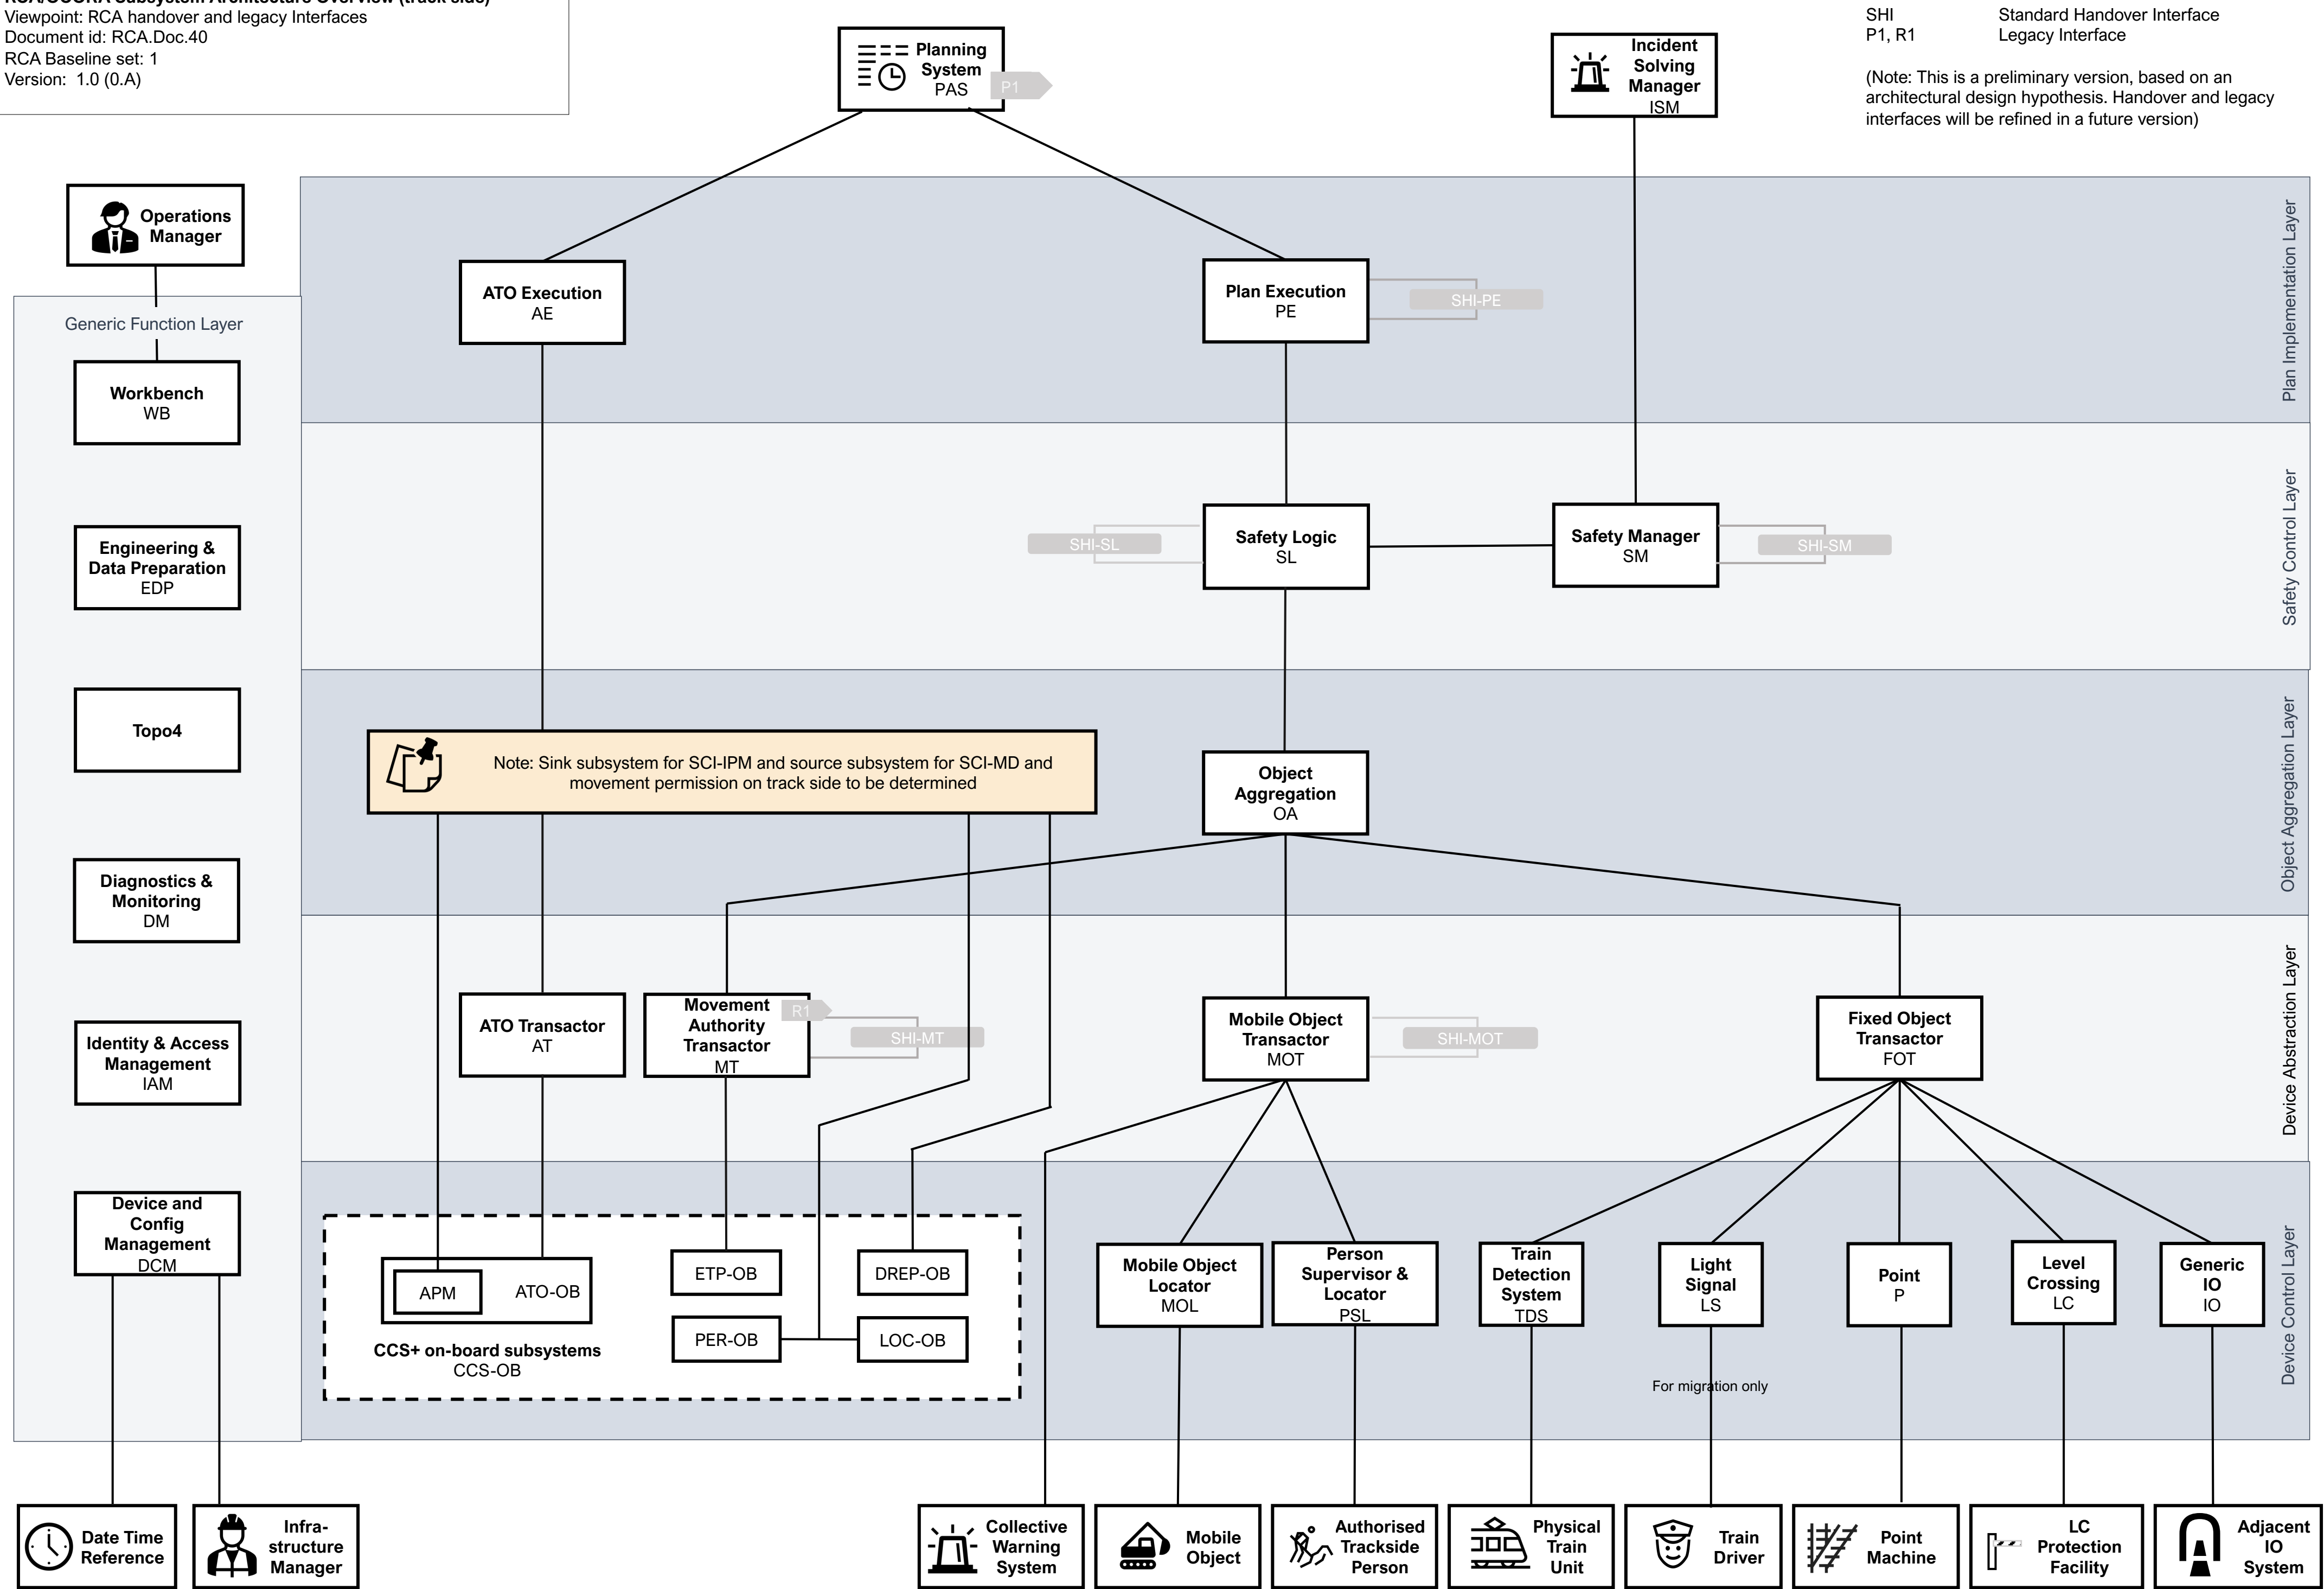 RCA/OCORA Subsystem Architecture Overview (track side)
Viewpoint: RCA handover and legacy Interfaces
Document id: RCA.Doc.40
RCA Baseline set: 1
Version: 1.0 (0.A)
SHI Standard Handover Interface
P1, R1 Legacy Interface
(Note: This is a preliminary version, based on an
architectural design hypothesis. Handover and legacy
interfaces will be refined in a future version)
Planning
System
PAS
P1
Incident
Solving
Manager
ISM
Operations
Manager
Plan Implementation Layer
Generic Function Layer
ATO Execution
AE
Plan Execution
PE
SHI-PE
Workbench
WB
Safety Control Layer
Engineering &
Data Preparation
EDP
SHI-SL
Safety Logic
SL
Safety Manager
SM
SHI-SM
Object Aggregation Layer
Topo4
Note: Sink subsystem for SCI-IPM and source subsystem for SCI-MD and
movement permission on track side to be determined
Object
Aggregation
OA
Diagnostics &
Monitoring
DM
Device Abstraction Layer
Identity & Access
Management
IAM
ATO Transactor
AT
Movement
Authority
Transactor
MT
R1
SHI-MT
Mobile Object
Transactor
MOT
SHI-MOT
Fixed Object
Transactor
FOT
Device Control Layer
Device and
Config
Management
DCM
APM
ATO-OB
ETP-OB
DREP-OB
PER-OB
LOC-OB
CCS+ on-board subsystems
CCS-OB
Mobile Object
Locator
MOL
Person
Supervisor &
Locator
PSL
Train
Detection
System
TDS
Light
Signal
LS
Point
P
Level
Crossing
LC
Generic
IO
IO
For migration only
Date Time
Reference
Infra-
structure
Manager
Collective
Warning
System
Mobile
Object
Authorised
Trackside
Person
Physical
Train
Unit
Train
Driver
Point
Machine
LC
Protection
Facility
Adjacent
IO
System